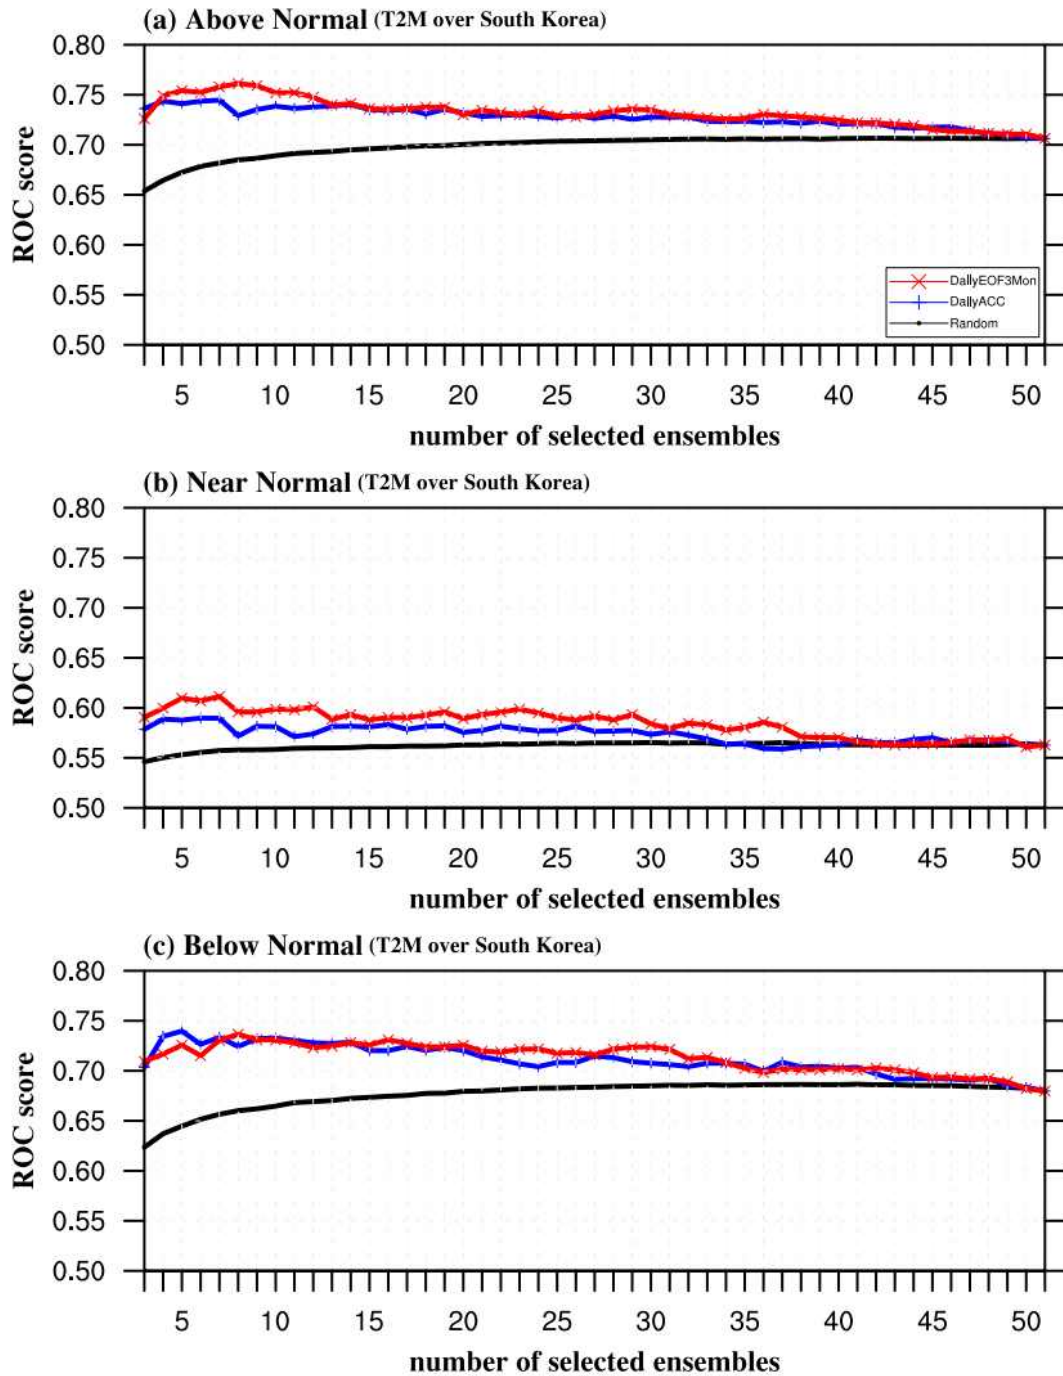 (a) Above Normal (T2M over South Korea)
0.80
0.75
0.70
0.65
0.60
0.55
0.50
ROC score
DallyEOF3Mon
DallyACC
Random
5 10 15 20 25 30 35 40 45 50
number of selected ensembles
(b) Near Normal (T2M over South Korea)
0.80
0.75
0.70
0.65
0.60
0.55
0.50
ROC score
5 10 15 20 25 30 35 40 45 50
number of selected ensembles
(c) Below Normal (T2M over South Korea)
0.80
0.75
0.70
0.65
0.60
0.55
0.50
ROC score
5 10 15 20 25 30 35 40 45 50
number of selected ensembles